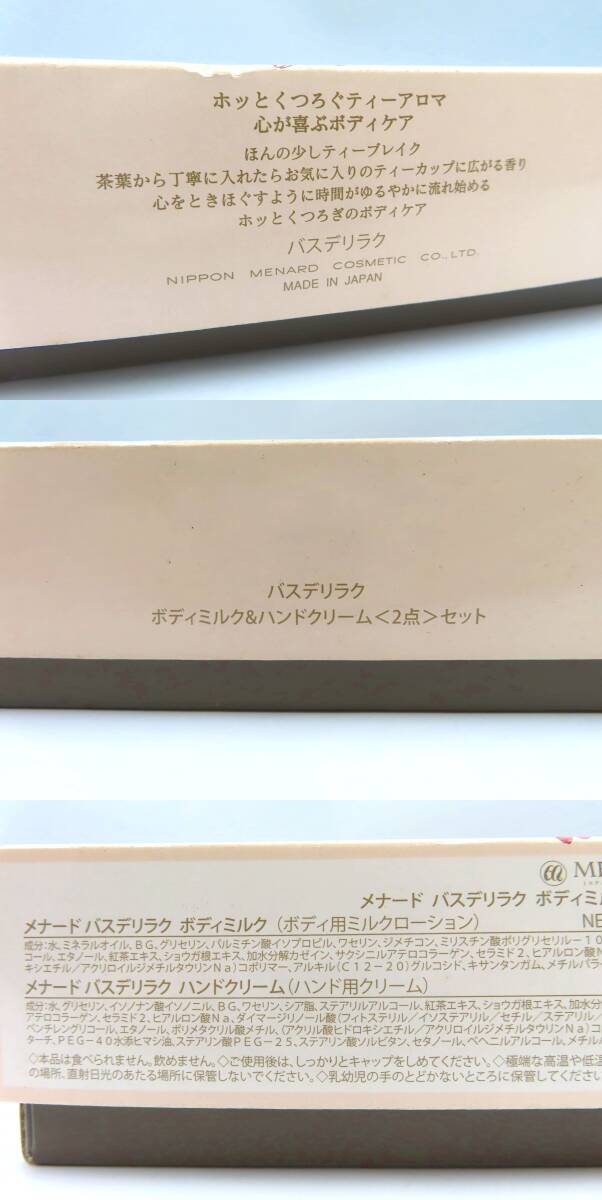 ホッとくつろぐティーアロマ
心が喜ぶボディケア
ほんの少しティーブレイク
茶葉から丁寧に入れたらお気に入りのティーカップに広がる香り
心をときほぐすように時間がゆるやかに流れ始める
ホッとくつろぎのボディケア
バスデリラク
NIPPON MENARD COSMETIC CO., LTD.
MADE IN JAPAN
バスデリラク
ボディミルク&ハンドクリーム<2点>セット
メナード バスデリラク ボディミ
メナード バスデリラク ボディミルク(ボディ用ミルクローション) NE
成分:水、ミネラルオイル、BG、グリセリン、パルミチン酸イソプロピル、ワセリン、ジメチコン、ミリスチン酸ポリグリセリル-10
コール、エタノール、紅茶エキス、ショウガ根エキス、加水分解カゼイン、サクシニルアテロコラーゲン、セラミド2、ヒアルロン酸N
キシエチル/アクリロイルジメチルタウリンNa)コポリマー、アルキル(C12-20)グルコシド、キサンタンガム、メチルパラ
メナード バスデリラク ハンドクリーム(ハンド用クリーム)
成分:水、グリセリン、イソノナン酸イソノニル、BG、ワセリン、シア脂、ステアリルアルコール、紅茶エキス、ショウガ根エキス、加水分
アテロコラーゲン、セラミド2、ヒアルロン酸Na、ダイマージリノール酸(フィトステリル/イソステアリル/セチル/ステアリル/
ペンチレングリコール、エタノール、ポリメタクリル酸メチル、(アクリル酸ヒドロキシエチル/アクリロイルジメチルタウリンNa)コ
ターチ、PEG-40水添ヒマシ油、ステアリン酸PEG-25、ステアリン酸ソルビタン、セタノール、ベヘニルアルコール、メチルパ
◇本品は食べられません。飲めません。◇ご使用後は、しっかりとキャップをしめてください。◇極端な高温や低温
の場所、直射日光のあたる場所に保管しないでください。◇乳幼児の手のとどかないところに保管してください